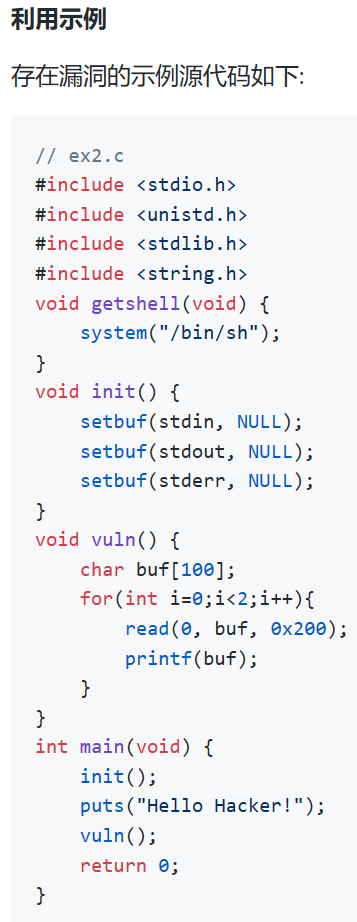 利用示例
存在漏洞的示例源代码如下:
// ex2.c
#include <stdio.h>
#include <unistd.h>
#include <stdlib.h>
#include <string.h>
void getshell(void) {
    system("/bin/sh");
}
void init() {
    setbuf(stdin, NULL);
    setbuf(stdout, NULL);
    setbuf(stderr, NULL);
}
void vuln() {
    char buf[100];
    for(int i=0;i<2;i++){
        read(0, buf, 0x200);
        printf(buf);
    }
}
int main(void) {
    init();
    puts("Hello Hacker!");
    vuln();
    return 0;
}